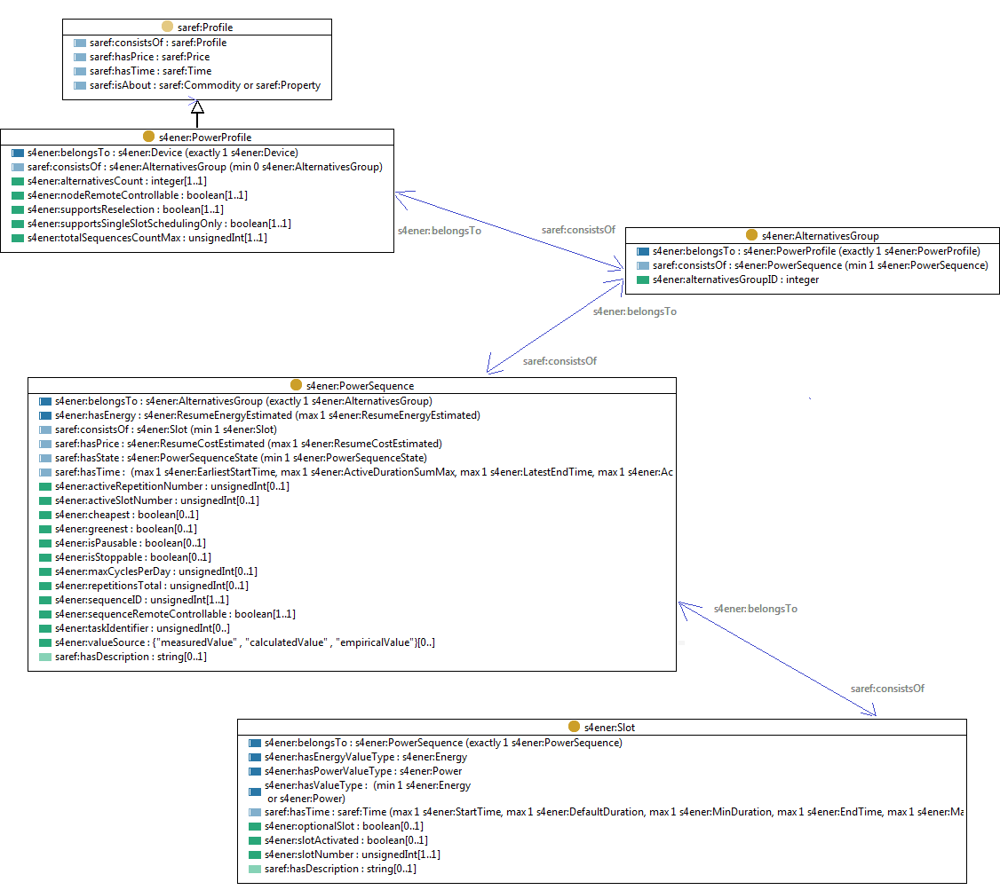 saref:Profile
saref:consistsOf : saref:Profile
saref:hasPrice : saref:Price
saref:hasTime : saref:Time
saref:isAbout : saref:Commodity or saref:Property
s4ener:PowerProfile
s4ener:belongsTo : s4ener:Device (exactly 1 s4ener:Device)
saref:consistsOf : s4ener:AlternativesGroup (min 0 s4ener:AlternativesGroup)
s4ener:alternativesCount : integer[1..1]
s4ener:nodeRemoteControllable : boolean[1..1]
s4ener:supportsReselection : boolean[1..1]
s4ener:supportsSingleSlotSchedulingOnly : boolean[1..1]
s4ener:totalSequencesCountMax : unsignedInt[1..1]
s4ener:belongsTo
saref:consistsOf
s4ener:AlternativesGroup
s4ener:belongsTo : s4ener:PowerProfile (exactly 1 s4ener:PowerProfile)
saref:consistsOf : s4ener:PowerSequence (min 1 s4ener:PowerSequence)
s4ener:alternativesGroupID : integer
s4ener:belongsTo
saref:consistsOf
s4ener:PowerSequence
s4ener:belongsTo : s4ener:AlternativesGroup (exactly 1 s4ener:AlternativesGroup)
s4ener:hasEnergy : s4ener:ResumeEnergyEstimated (max 1 s4ener:ResumeEnergyEstimated)
saref:consistsOf : s4ener:Slot (min 1 s4ener:Slot)
saref:hasPrice : s4ener:ResumeCostEstimated (max 1 s4ener:ResumeCostEstimated)
saref:hasState : s4ener:PowerSequenceState (min 1 s4ener:PowerSequenceState)
saref:hasTime : (max 1 s4ener:EarliestStartTime, max 1 s4ener:ActiveDurationSumMax, max 1 s4ener:LatestEndTime, max 1 s4ener:Ac
s4ener:activeRepetitionNumber : unsignedInt[0..1]
s4ener:activeSlotNumber : unsignedInt[0..1]
s4ener:cheapest : boolean[0..1]
s4ener:greenest : boolean[0..1]
s4ener:isPausable : boolean[0..1]
s4ener:isStoppable : boolean[0..1]
s4ener:maxCyclesPerDay : unsignedInt[0..1]
s4ener:repetitionsTotal : unsignedInt[0..1]
s4ener:sequenceID : unsignedInt[1..1]
s4ener:sequenceRemoteControllable : boolean[1..1]
s4ener:taskIdentifier : unsignedInt[0..]
s4ener:valueSource : {"measuredValue" , "calculatedValue" , "empiricalValue"}[0..]
saref:hasDescription : string[0..1]
s4ener:belongsTo
saref:consistsOf
s4ener:Slot
s4ener:belongsTo : s4ener:PowerSequence (exactly 1 s4ener:PowerSequence)
s4ener:hasEnergyValueType : s4ener:Energy
s4ener:hasPowerValueType : s4ener:Power
s4ener:hasValueType : (min 1 s4ener:Energy
or s4ener:Power)
saref:hasTime : saref:Time (max 1 s4ener:StartTime, max 1 s4ener:DefaultDuration, max 1 s4ener:MinDuration, max 1 s4ener:EndTime, max 1 s4ener:Ma
s4ener:optionalSlot : boolean[0..1]
s4ener:slotActivated : boolean[0..1]
s4ener:slotNumber : unsignedInt[1..1]
saref:hasDescription : string[0..1]